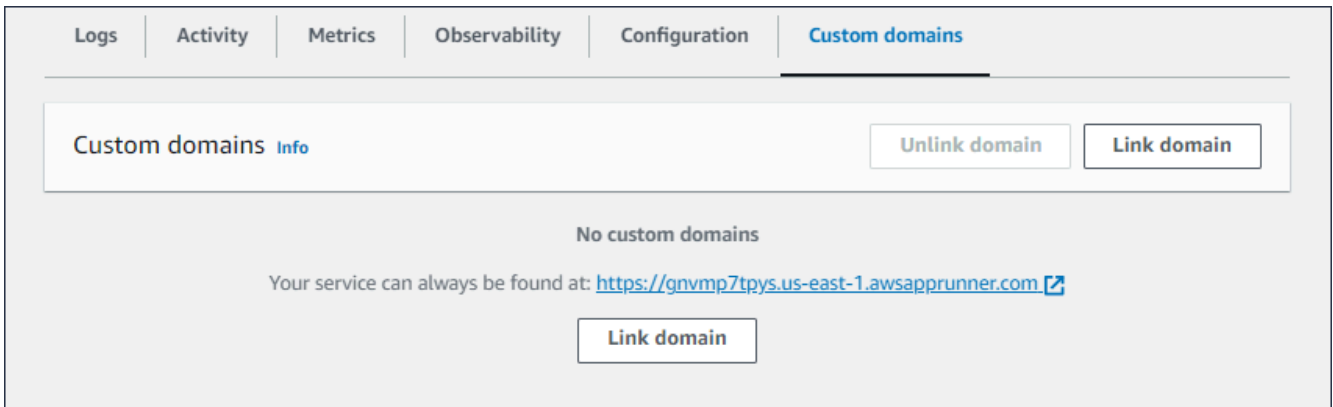 Logs Activity Metrics Observability Configuration Custom domains
Custom domains Info Unlink domain Link domain
No custom domains
Your service can always be found at: https://gnvmp7tpys.us-east-1.awsapprunner.com
Link domain